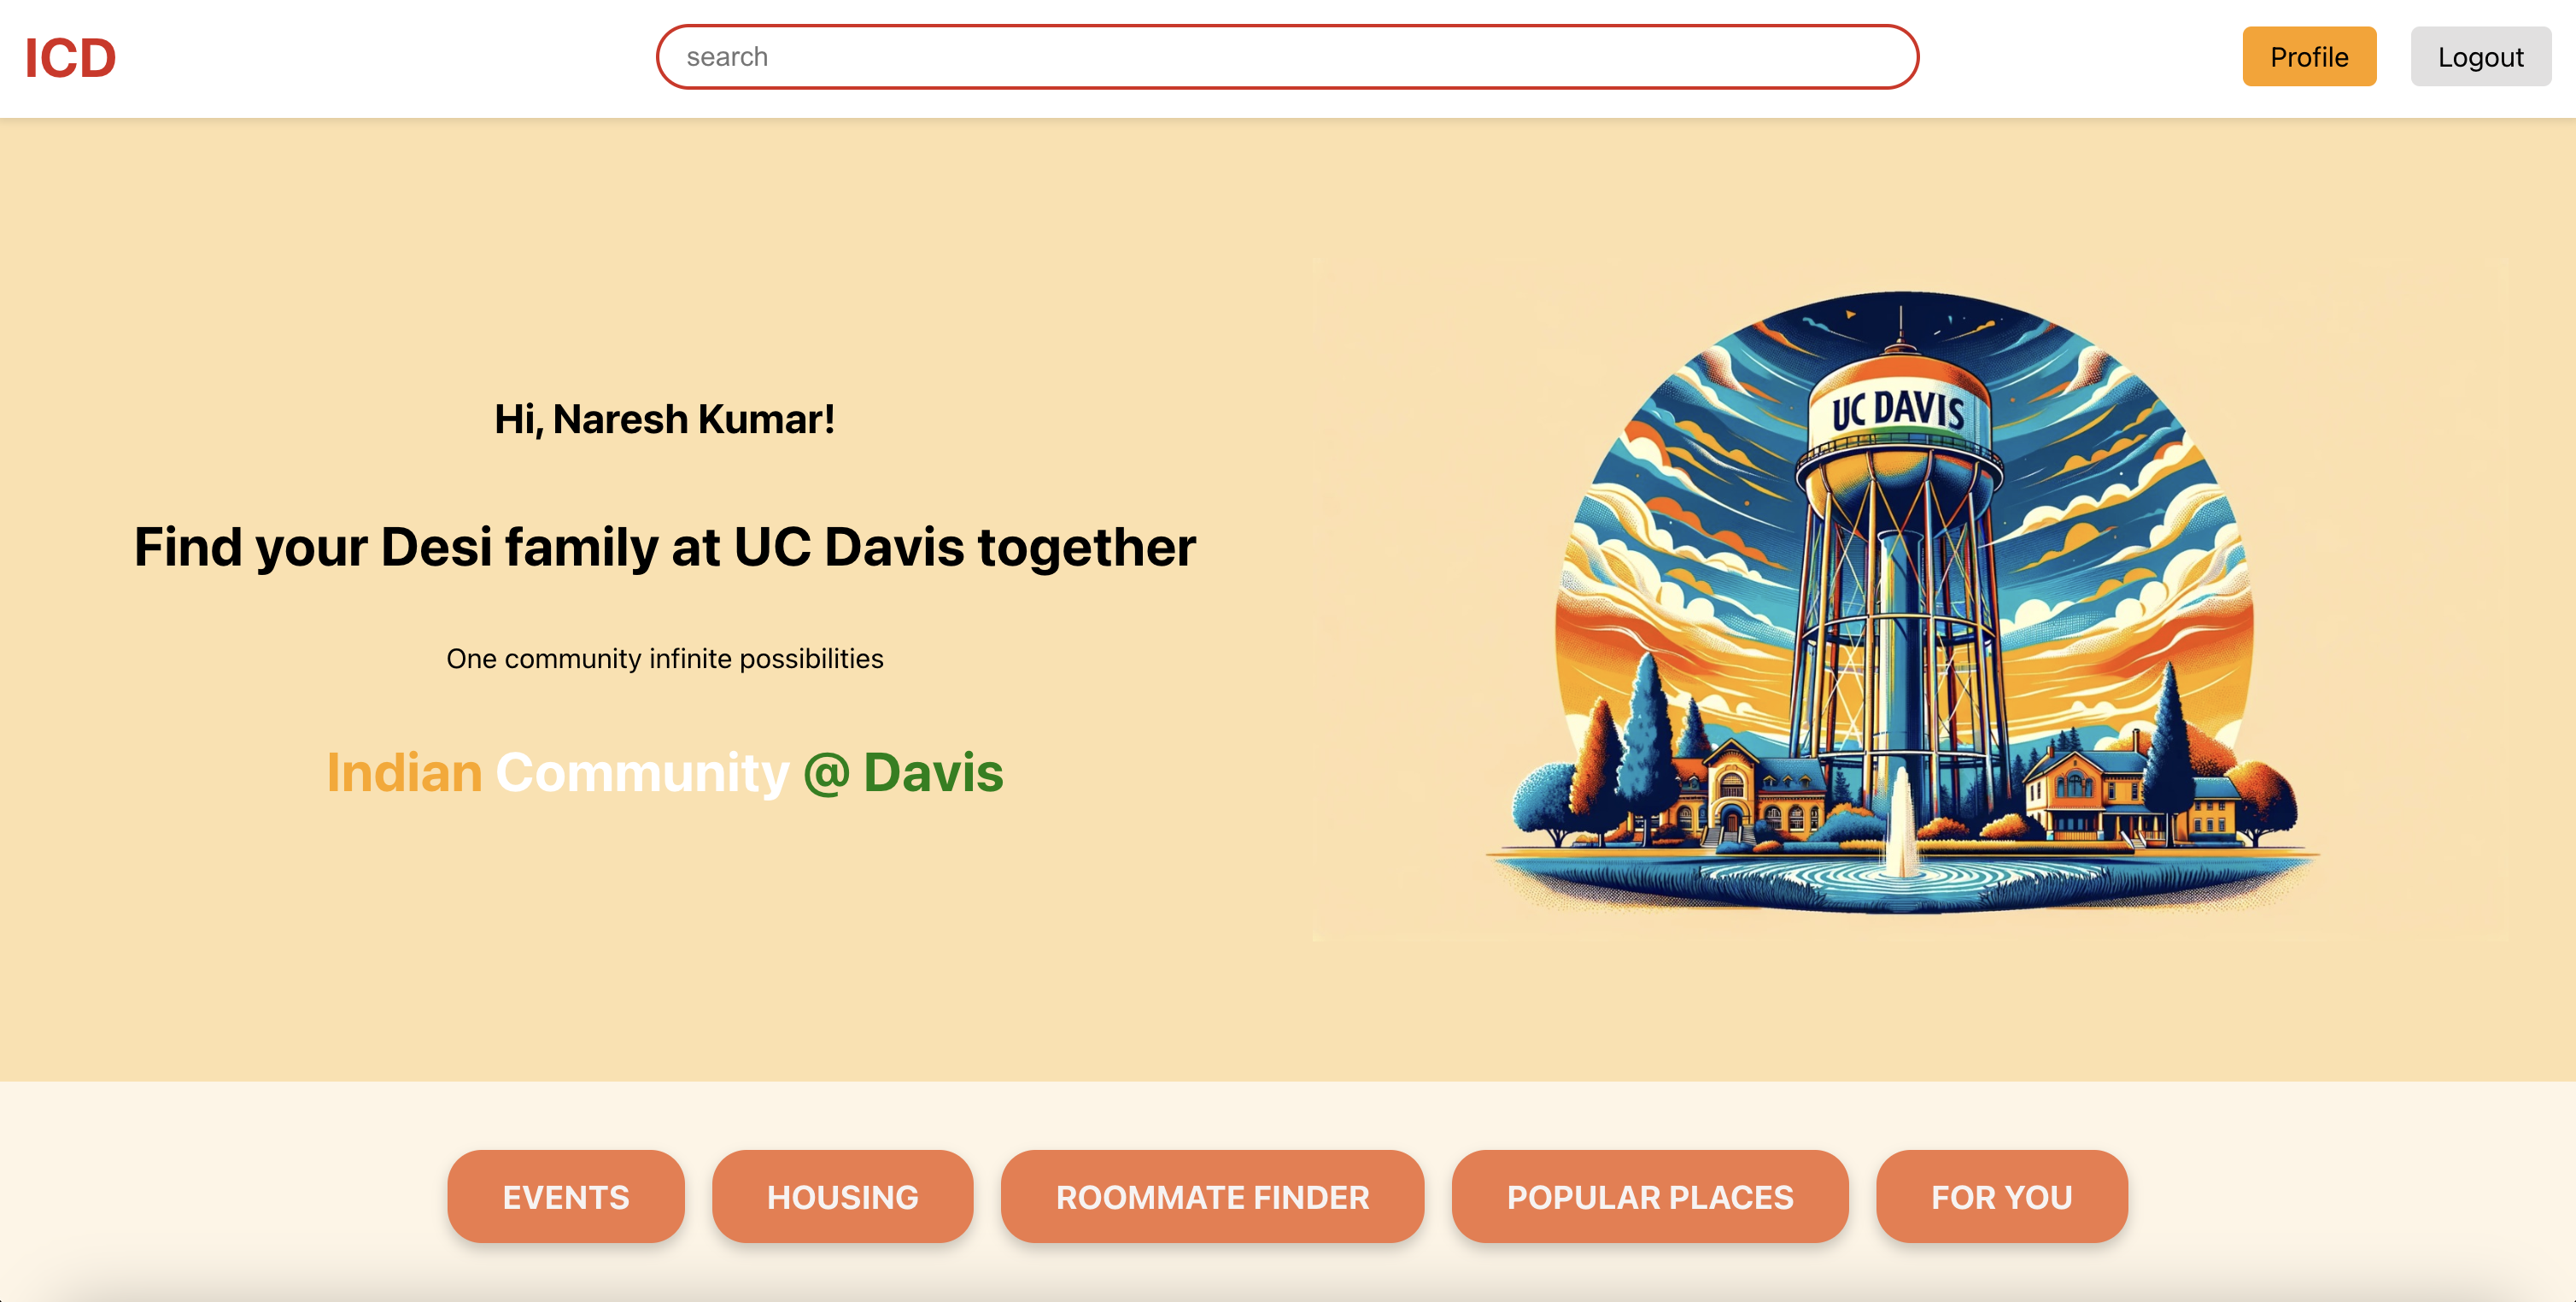 ICD
search
Profile
Logout
UC DAVIS
Hi, Naresh Kumar!
Find your Desi family at UC Davis together
One community infinite possibilities
Indian Community @ Davis
EVENTS
HOUSING
ROOMMATE FINDER
POPULAR PLACES
FOR YOU